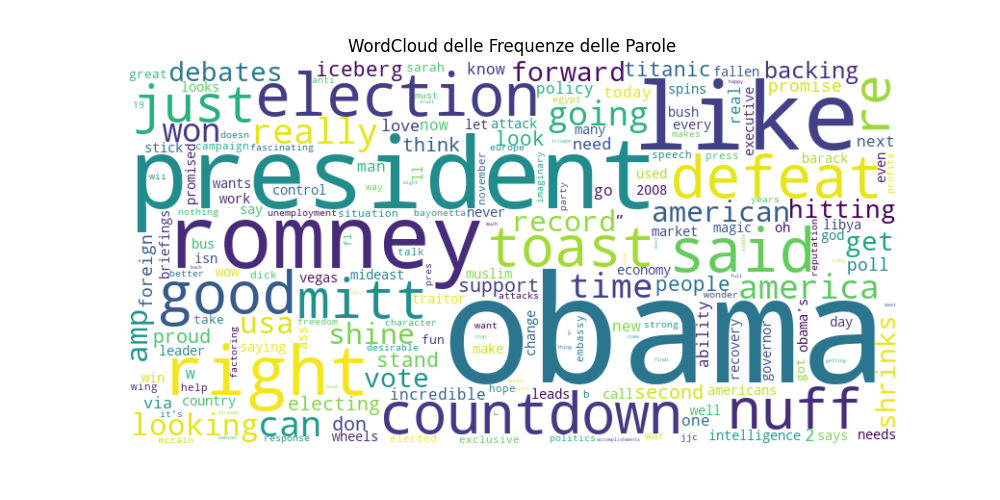 WordCloud delle Frequenze delle Parole
great debates iceberg sarah know forward titanic fallen backing
looks anti policy today spins promise
19 just election must egypt going bush real executive like re
won really love now let attack many every next
doesn campaign fascinating europe look need speech press barack even
stick think makes
wii president promised man ll november imaginary party used defeat profits
wants way go 2008 years
work control
nothing say unemployment situation bayonetta never record ” american hitting
foreign briefings bus romney fl toast market magic oh libya
isn talk said god get
better wow dick vegas mideast muslim economy reputation poll
back good mitt pres support time people america
take traitor attacks wonder
amp usa freedom character want obama change embassy new strong ability obama's day
proud saying ass shine fun stop recovery governor got
leader factoring desirable stand make shrinks
win w right
wing help vote incredible leads hope b call second americans
via country electing countdown well nuff
it's looking can don wheels one
mccain behind response elected exclusive politics accomplishments war jjc intelligence 2 says needs